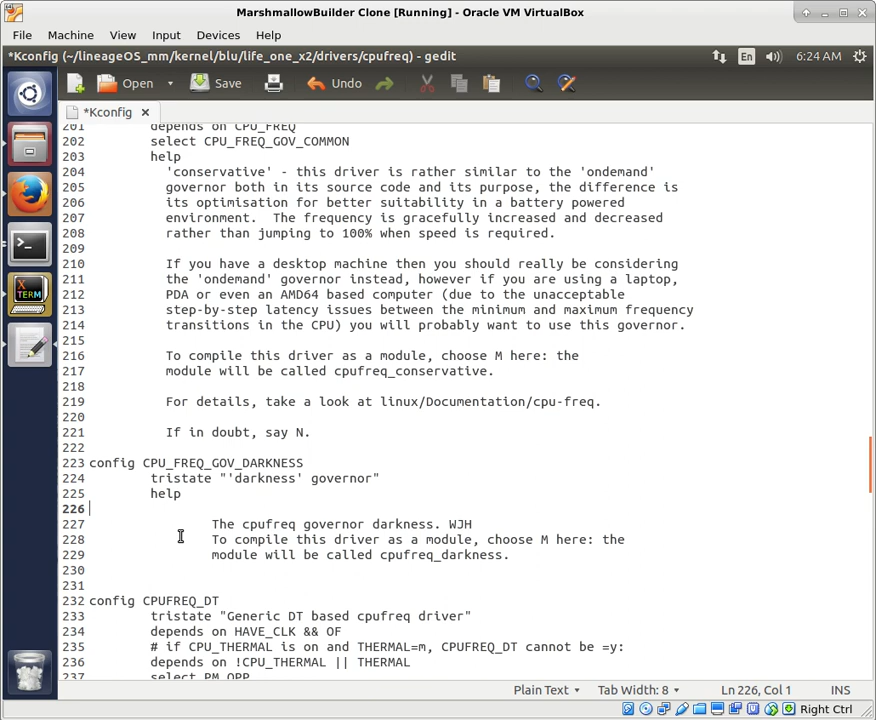 MarshmallowBuilder Clone [Running] - Oracle VM VirtualBox
File Machine View Input Devices Help
*Kconfig (~/lineageOS_mm/kernel/blu/life_one_x2/drivers/cpufreq) - gedit
En 6:24 AM
Open Save Undo
*Kconfig x
201 depends on CPU_FREQ
202 select CPU_FREQ_GOV_COMMON
203 help
204 'conservative' - this driver is rather similar to the 'ondemand'
205 governor both in its source code and its purpose, the difference is
206 its optimisation for better suitability in a battery powered
207 environment.  The frequency is gracefully increased and decreased
208 rather than jumping to 100% when speed is required.
209
210 If you have a desktop machine then you should really be considering
211 the 'ondemand' governor instead, however if you are using a laptop,
212 PDA or even an AMD64 based computer (due to the unacceptable
213 step-by-step latency issues between the minimum and maximum frequency
214 transitions in the CPU) you will probably want to use this governor.
215
216 To compile this driver as a module, choose M here: the
217 module will be called cpufreq_conservative.
218
219 For details, take a look at linux/Documentation/cpu-freq.
220
221 If in doubt, say N.
222
223 config CPU_FREQ_GOV_DARKNESS
224 tristate "'darkness' governor"
225 help
226
227 The cpufreq governor darkness. WJH
228 To compile this driver as a module, choose M here: the
229 module will be called cpufreq_darkness.
230
231
232 config CPUFREQ_DT
233 tristate "Generic DT based cpufreq driver"
234 depends on HAVE_CLK && OF
235 # if CPU_THERMAL is on and THERMAL=m, CPUFREQ_DT cannot be =y:
236 depends on !CPU_THERMAL || THERMAL
237 select PM_OPP
X TERM
Plain Text Tab Width: 8 Ln 226, Col 1 INS
Right Ctrl